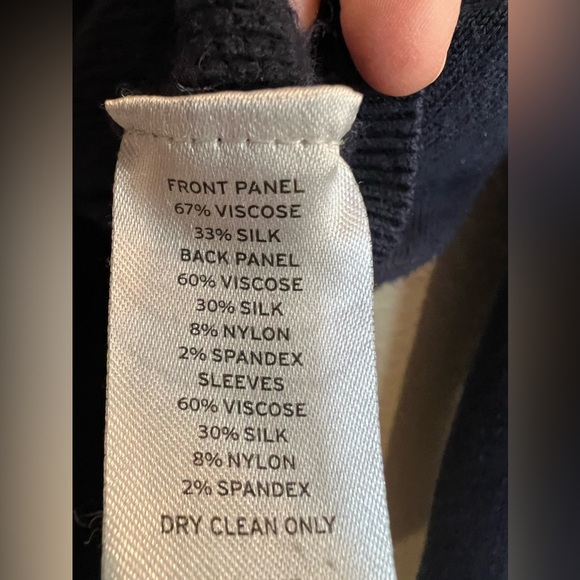 FRONT PANEL
67% VISCOSE
33% SILK
BACK PANEL
60% VISCOSE
30% SILK
8% NYLON
2% SPANDEX
SLEEVES
60% VISCOSE
30% SILK
8% NYLON
2% SPANDEX
DRY CLEAN ONLY